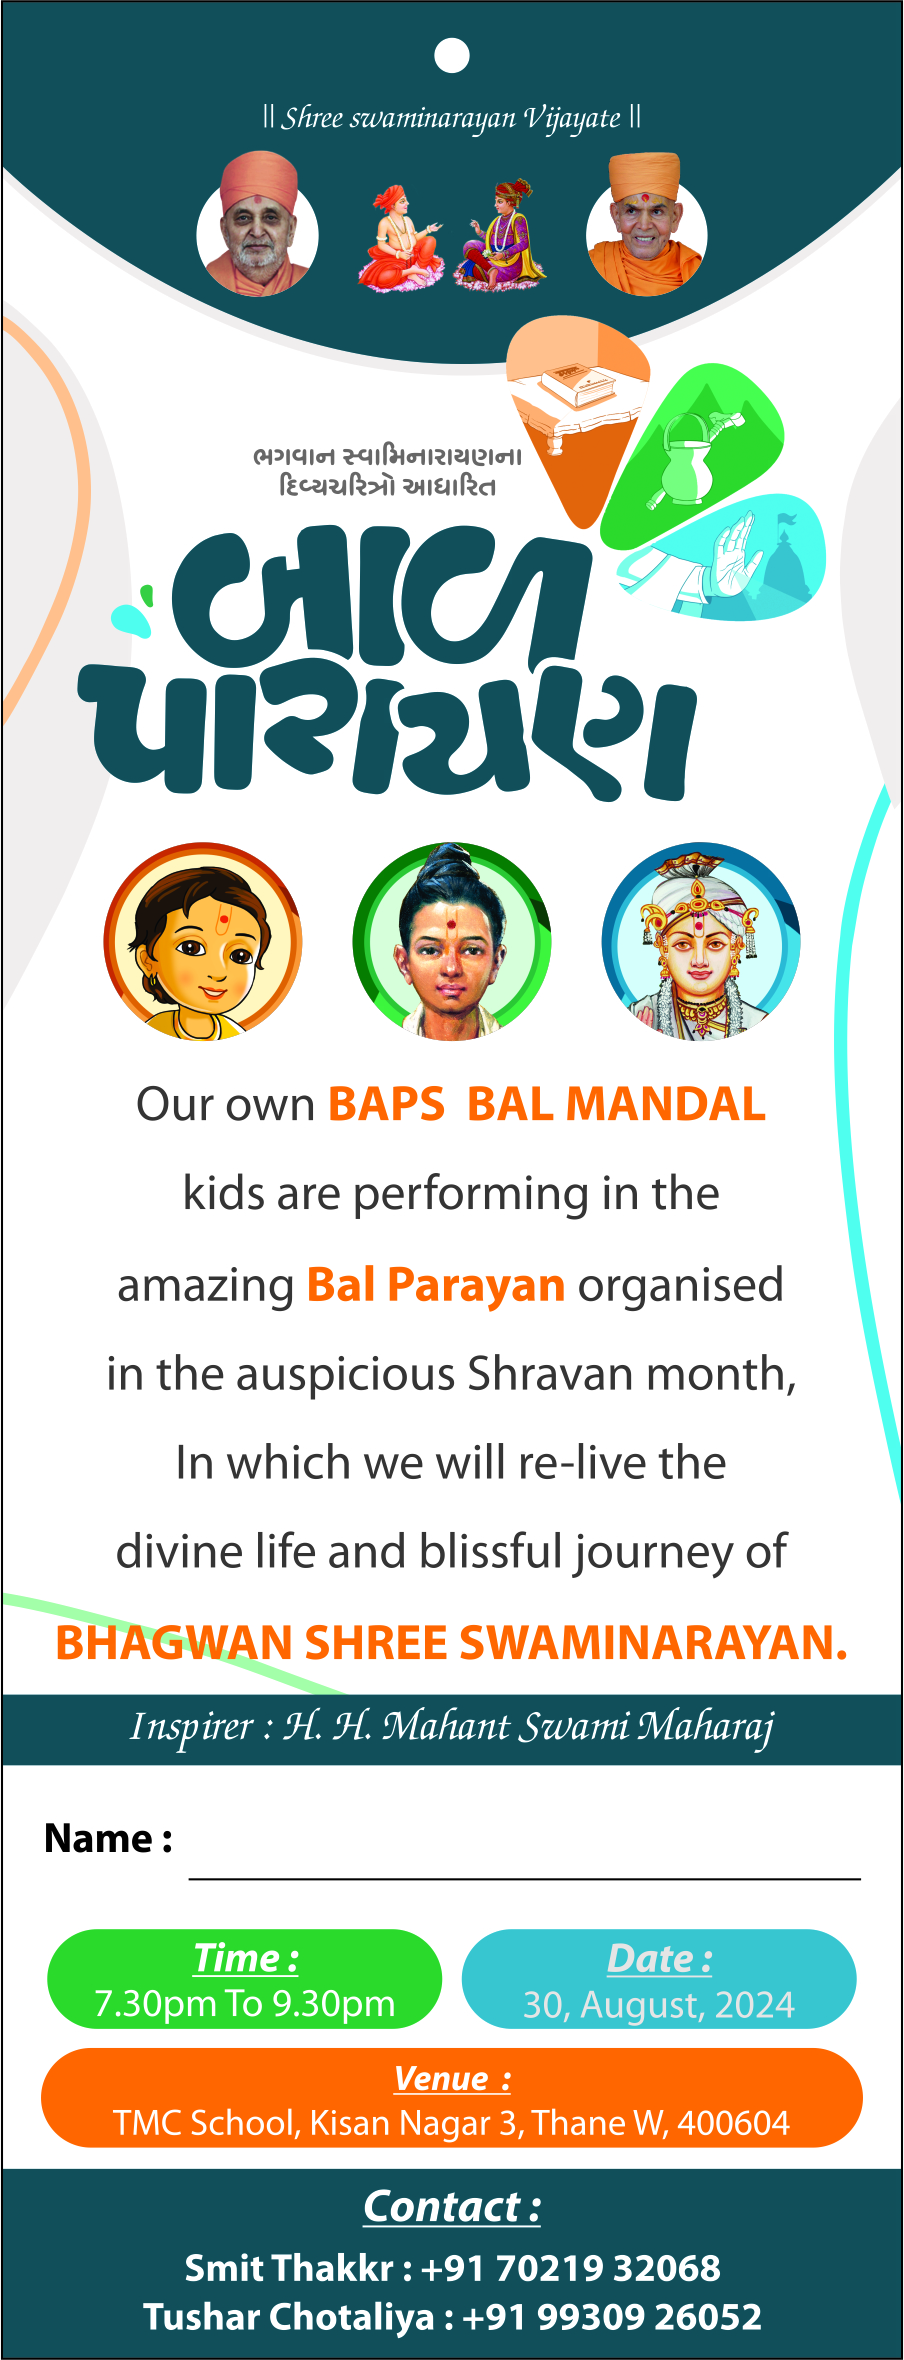 || Shree swaminarayan Vijayate ||
ભગવાન સ્વામિનારાયણના
દિવ્યચરિત્રો આધારિત
બાળ
પારાયણ
Our own BAPS BAL MANDAL
kids are performing in the
amazing Bal Parayan organised
in the auspicious Shravan month,
In which we will re-live the
divine life and blissful journey of
BHAGWAN SHREE SWAMINARAYAN.
Inspirer : H. H. Mahant Swami Maharaj
Name :
Time :
7.30pm To 9.30pm
Date :
30, August, 2024
Venue :
TMC School, Kisan Nagar 3, Thane W, 400604
Contact :
Smit Thakkr : +91 70219 32068
Tushar Chotaliya : +91 99309 26052